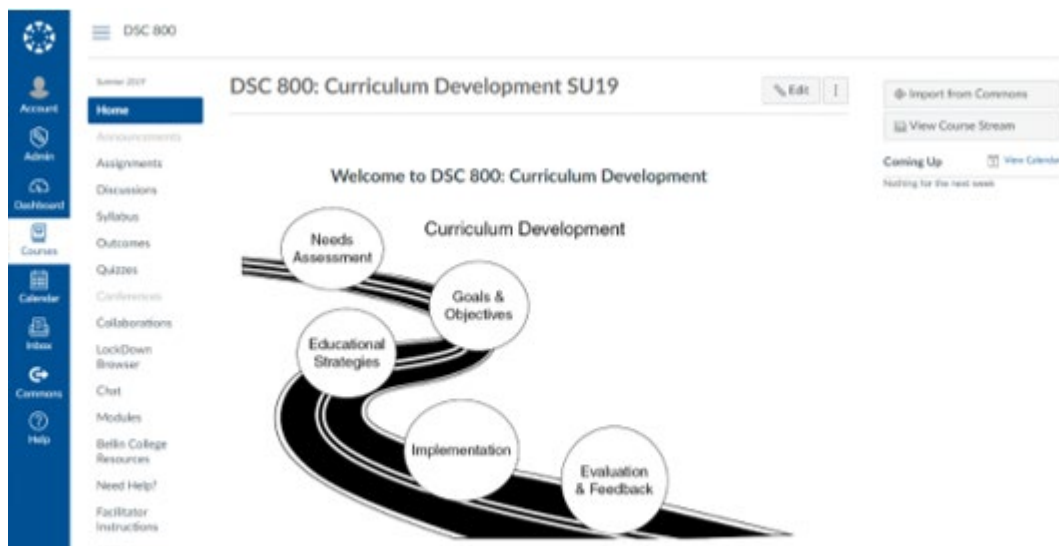 DSC 800
Account
Admin
Dashboard
Courses
Calendar
Inbox
Commons
Help
Summer 2019
Home
Announcements
Assignments
Discussions
Syllabus
Outcomes
Quizzes
Conferences
Collaborations
LockDown
Browser
Chat
Modules
Bellin College
Resources
Need Help?
Facilitator
Instructions
DSC 800: Curriculum Development SU19
Edit
Welcome to DSC 800: Curriculum Development
Curriculum Development
Needs
Assessment
Goals &
Objectives
Educational
Strategies
Implementation
Evaluation
& Feedback
Import from Commons
View Course Stream
Coming Up
View Calendar
Nothing for the next week